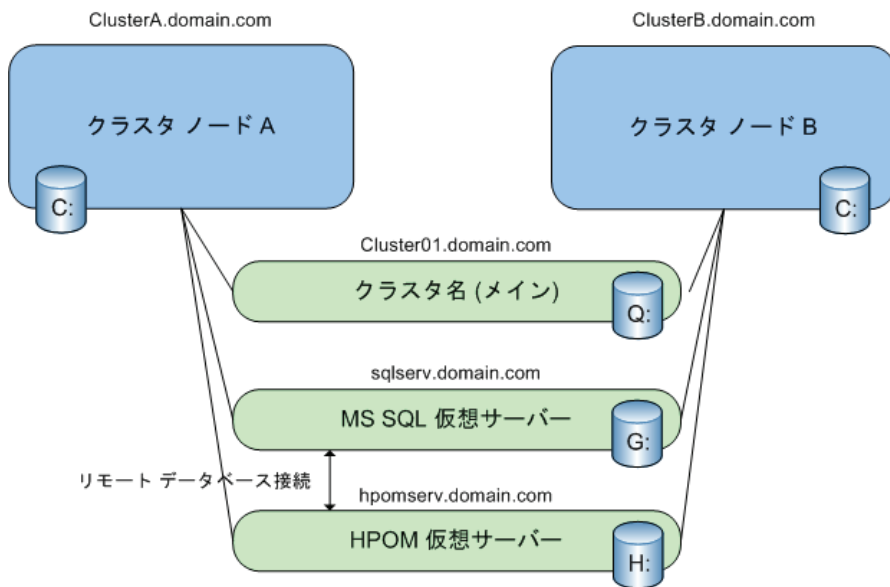 ClusterA.domain.com
ClusterB.domain.com
クラスタ ノード A
クラスタ ノード B
C:
C:
Cluster01.domain.com
クラスタ名 (メイン)
Q:
sqlserv.domain.com
MS SQL 仮想サーバー
G:
リモート データベース接続
hpomserv.domain.com
HPOM 仮想サーバー
H: